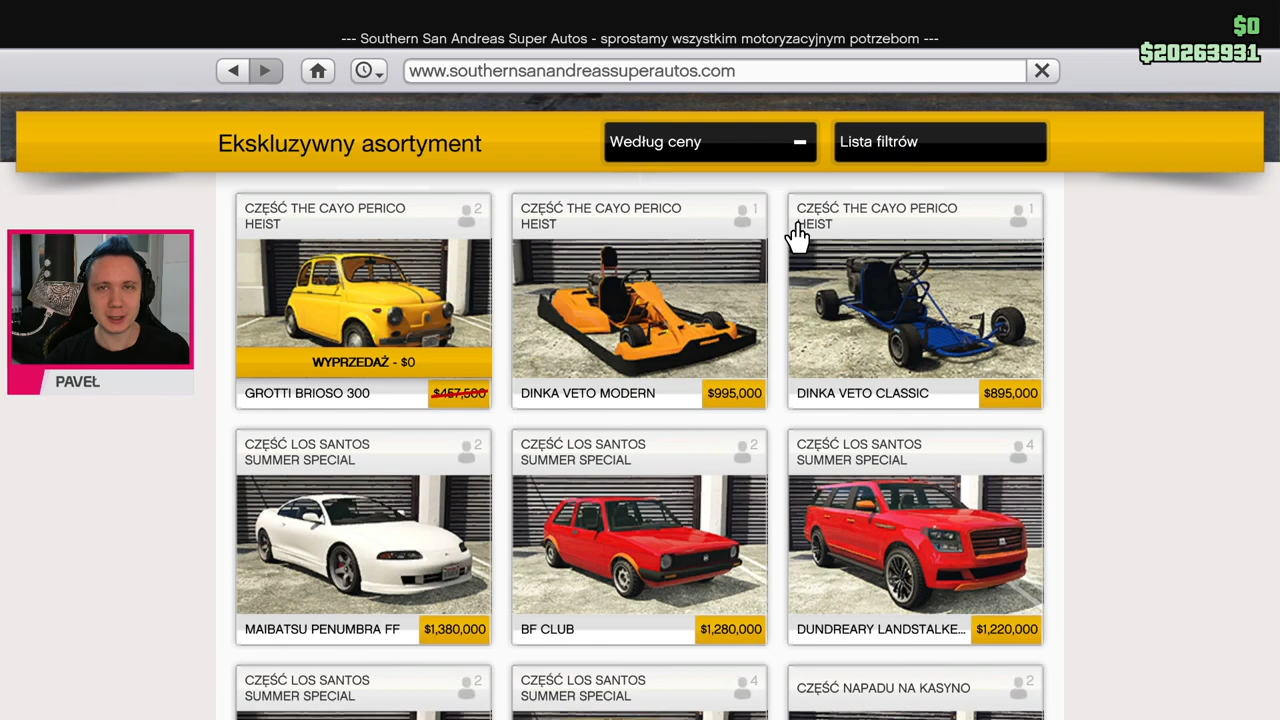 --- Southern San Andreas Super Autos - sprostamy wszystkim motoryzacyjnym potrzebom ---
$0
$20263931
www.southernsanandreassuperautos.com
Ekskluzywny asortyment
Według ceny
Lista filtrów
CZĘŚĆ THE CAYO PERICO
HEIST
2
WYPRZEDAŻ - $0
GROTTI BRIOSO 300
$457,500
CZĘŚĆ THE CAYO PERICO
HEIST
1
DINKA VETO MODERN
$995,000
CZĘŚĆ THE CAYO PERICO
HEIST
1
DINKA VETO CLASSIC
$895,000
PAVEŁ
CZĘŚĆ LOS SANTOS
SUMMER SPECIAL
2
MAIBATSU PENUMBRA FF
$1,380,000
CZĘŚĆ LOS SANTOS
SUMMER SPECIAL
2
BF CLUB
$1,280,000
CZĘŚĆ LOS SANTOS
SUMMER SPECIAL
4
DUNDREARY LANDSTALKE...
$1,220,000
CZĘŚĆ LOS SANTOS
SUMMER SPECIAL
2
CZĘŚĆ LOS SANTOS
SUMMER SPECIAL
4
CZĘŚĆ NAPADU NA KASYNO
2